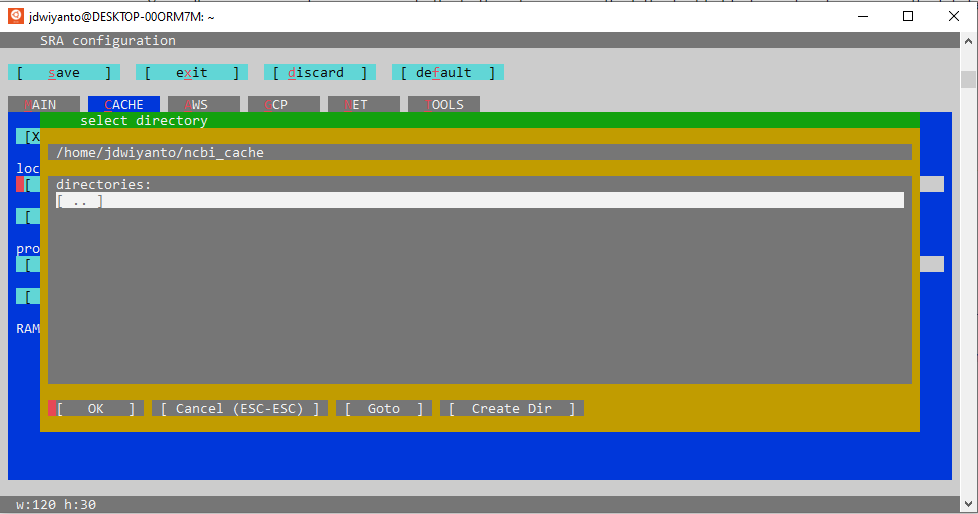 jdwiyanto@DESKTOP-00ORM7M: ~
SRA configuration
[ save ] [ exit ] [ discard ] [ default ]
MAIN CACHE AWS GCP NET TOOLS
select directory
[X
/home/jdwiyanto/ncbi_cache
loc
directories:
[
[ .. ]
[
pro
[
[
RAM
[ OK ] [ Cancel (ESC-ESC) ] [ Goto ] [ Create Dir ]
w:120 h:30